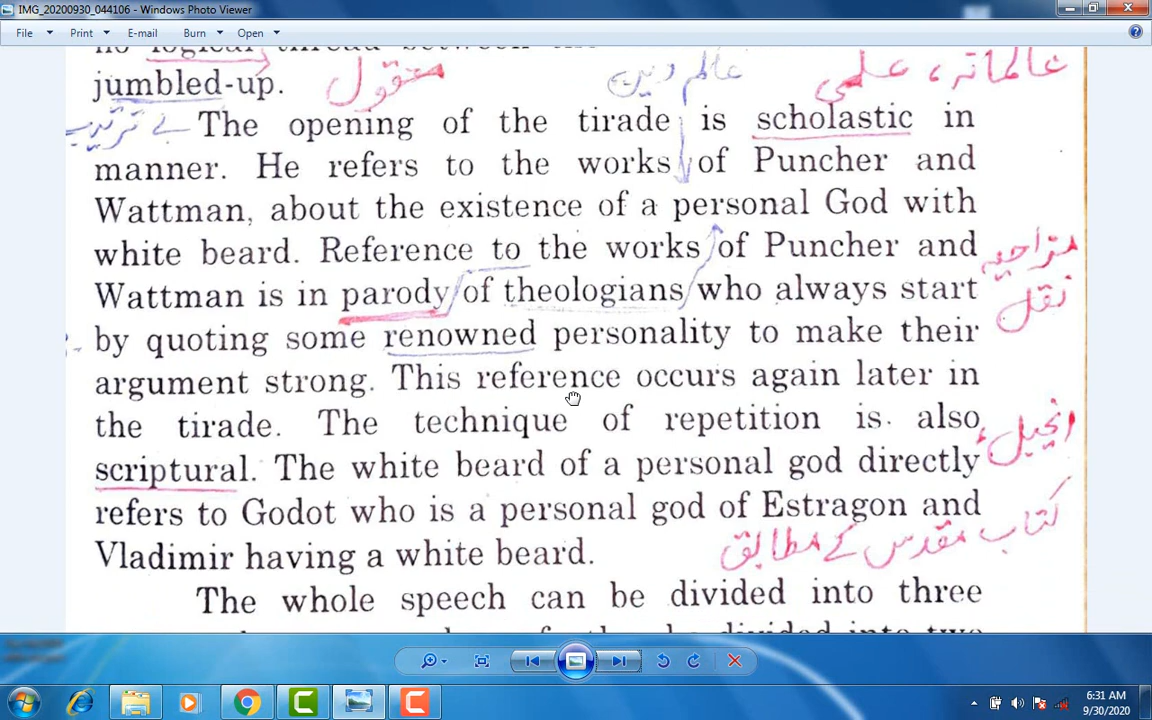 IMG_20200930_044106 - Windows Photo Viewer
File Print E-mail Burn Open
no logical thread between
jumbled-up.
معقول
عالم دین
عالمانہ، علمی
بے ترتیب
The opening of the tirade is scholastic in
manner. He refers to the works of Puncher and
Wattman, about the existence of a personal God with
white beard. Reference to the works of Puncher and
مزاحیہ
Wattman is in parody of theologians who always start
نقل
by quoting some renowned personality to make their
argument strong. This reference occurs again later in
the tirade. The technique of repetition is also
انجیل
scriptural. The white beard of a personal god directly
refers to Godot who is a personal god of Estragon and
کتاب مقدس کے مطابق
Vladimir having a white beard.
The whole speech can be divided into three
6:31 AM
9/30/2020